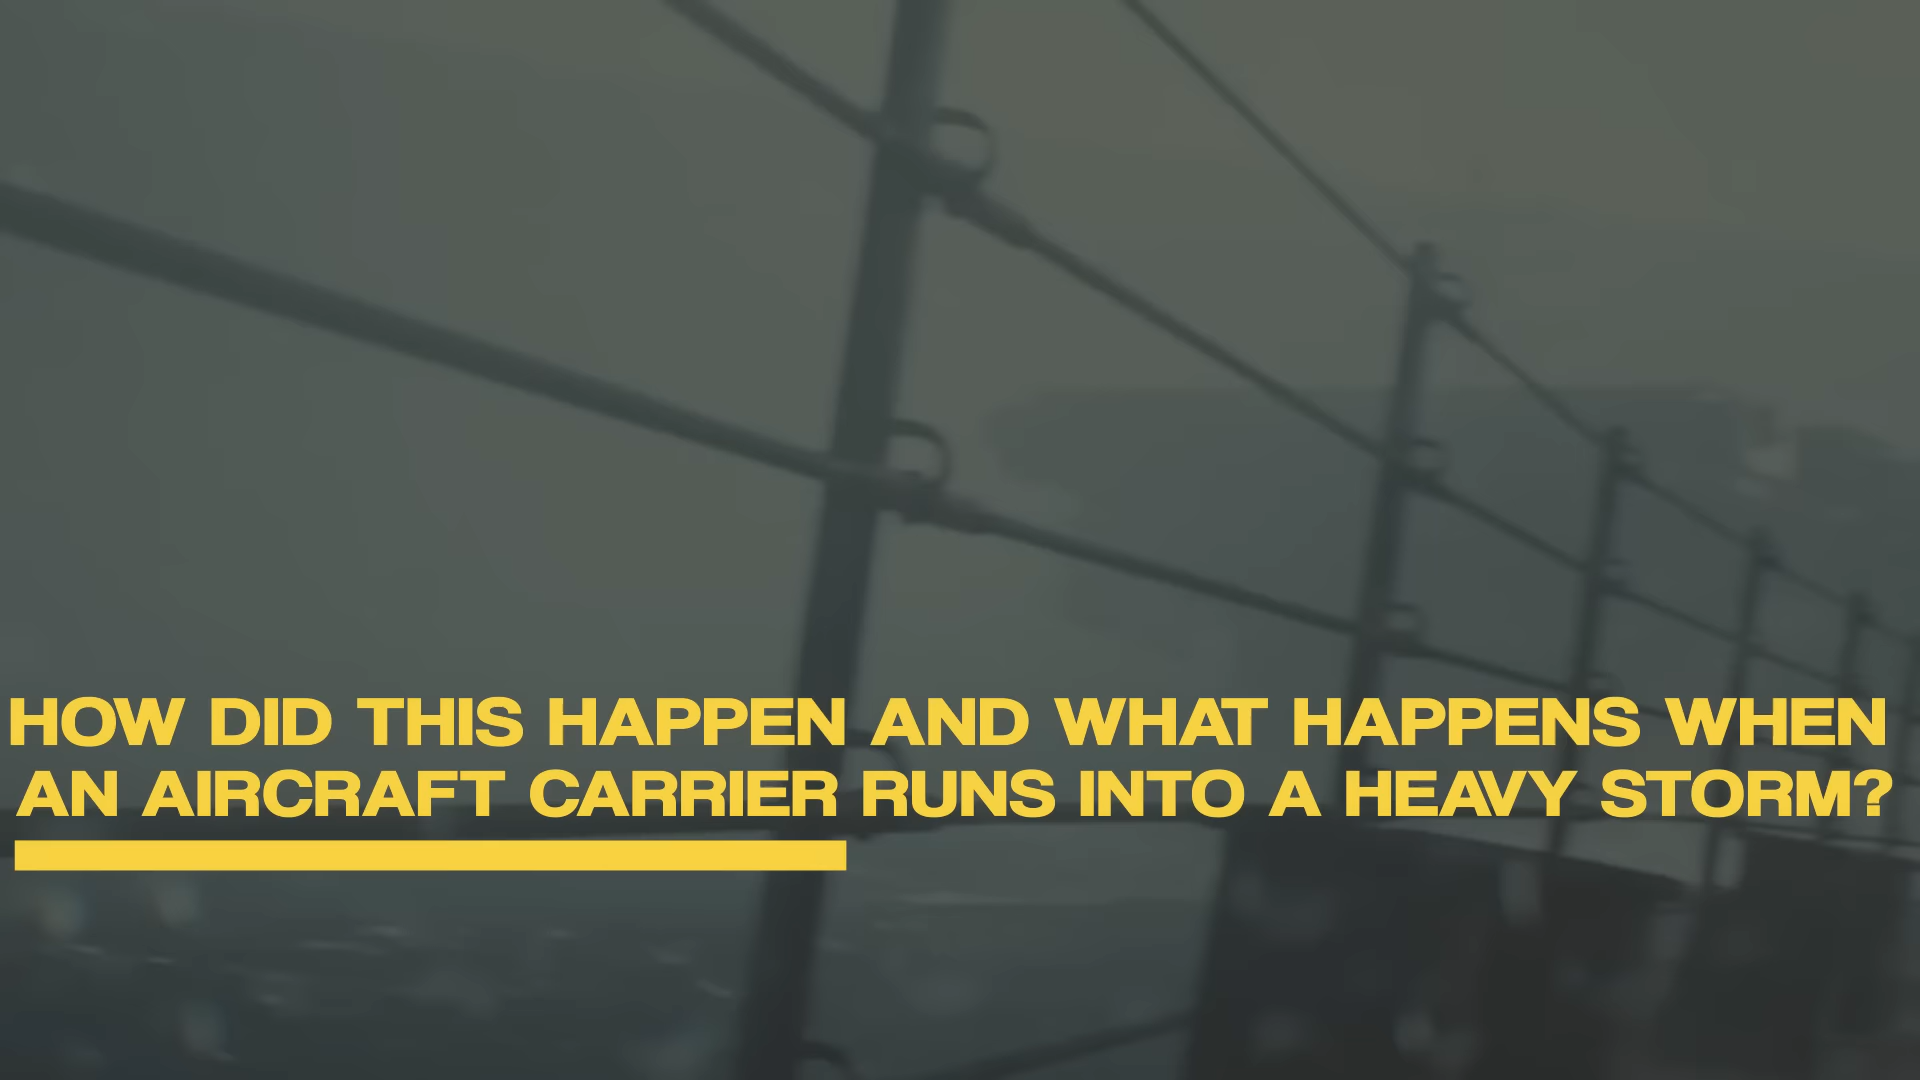 HOW DID THIS HAPPEN AND WHAT HAPPENS WHEN
AN AIRCRAFT CARRIER RUNS INTO A HEAVY STORM?